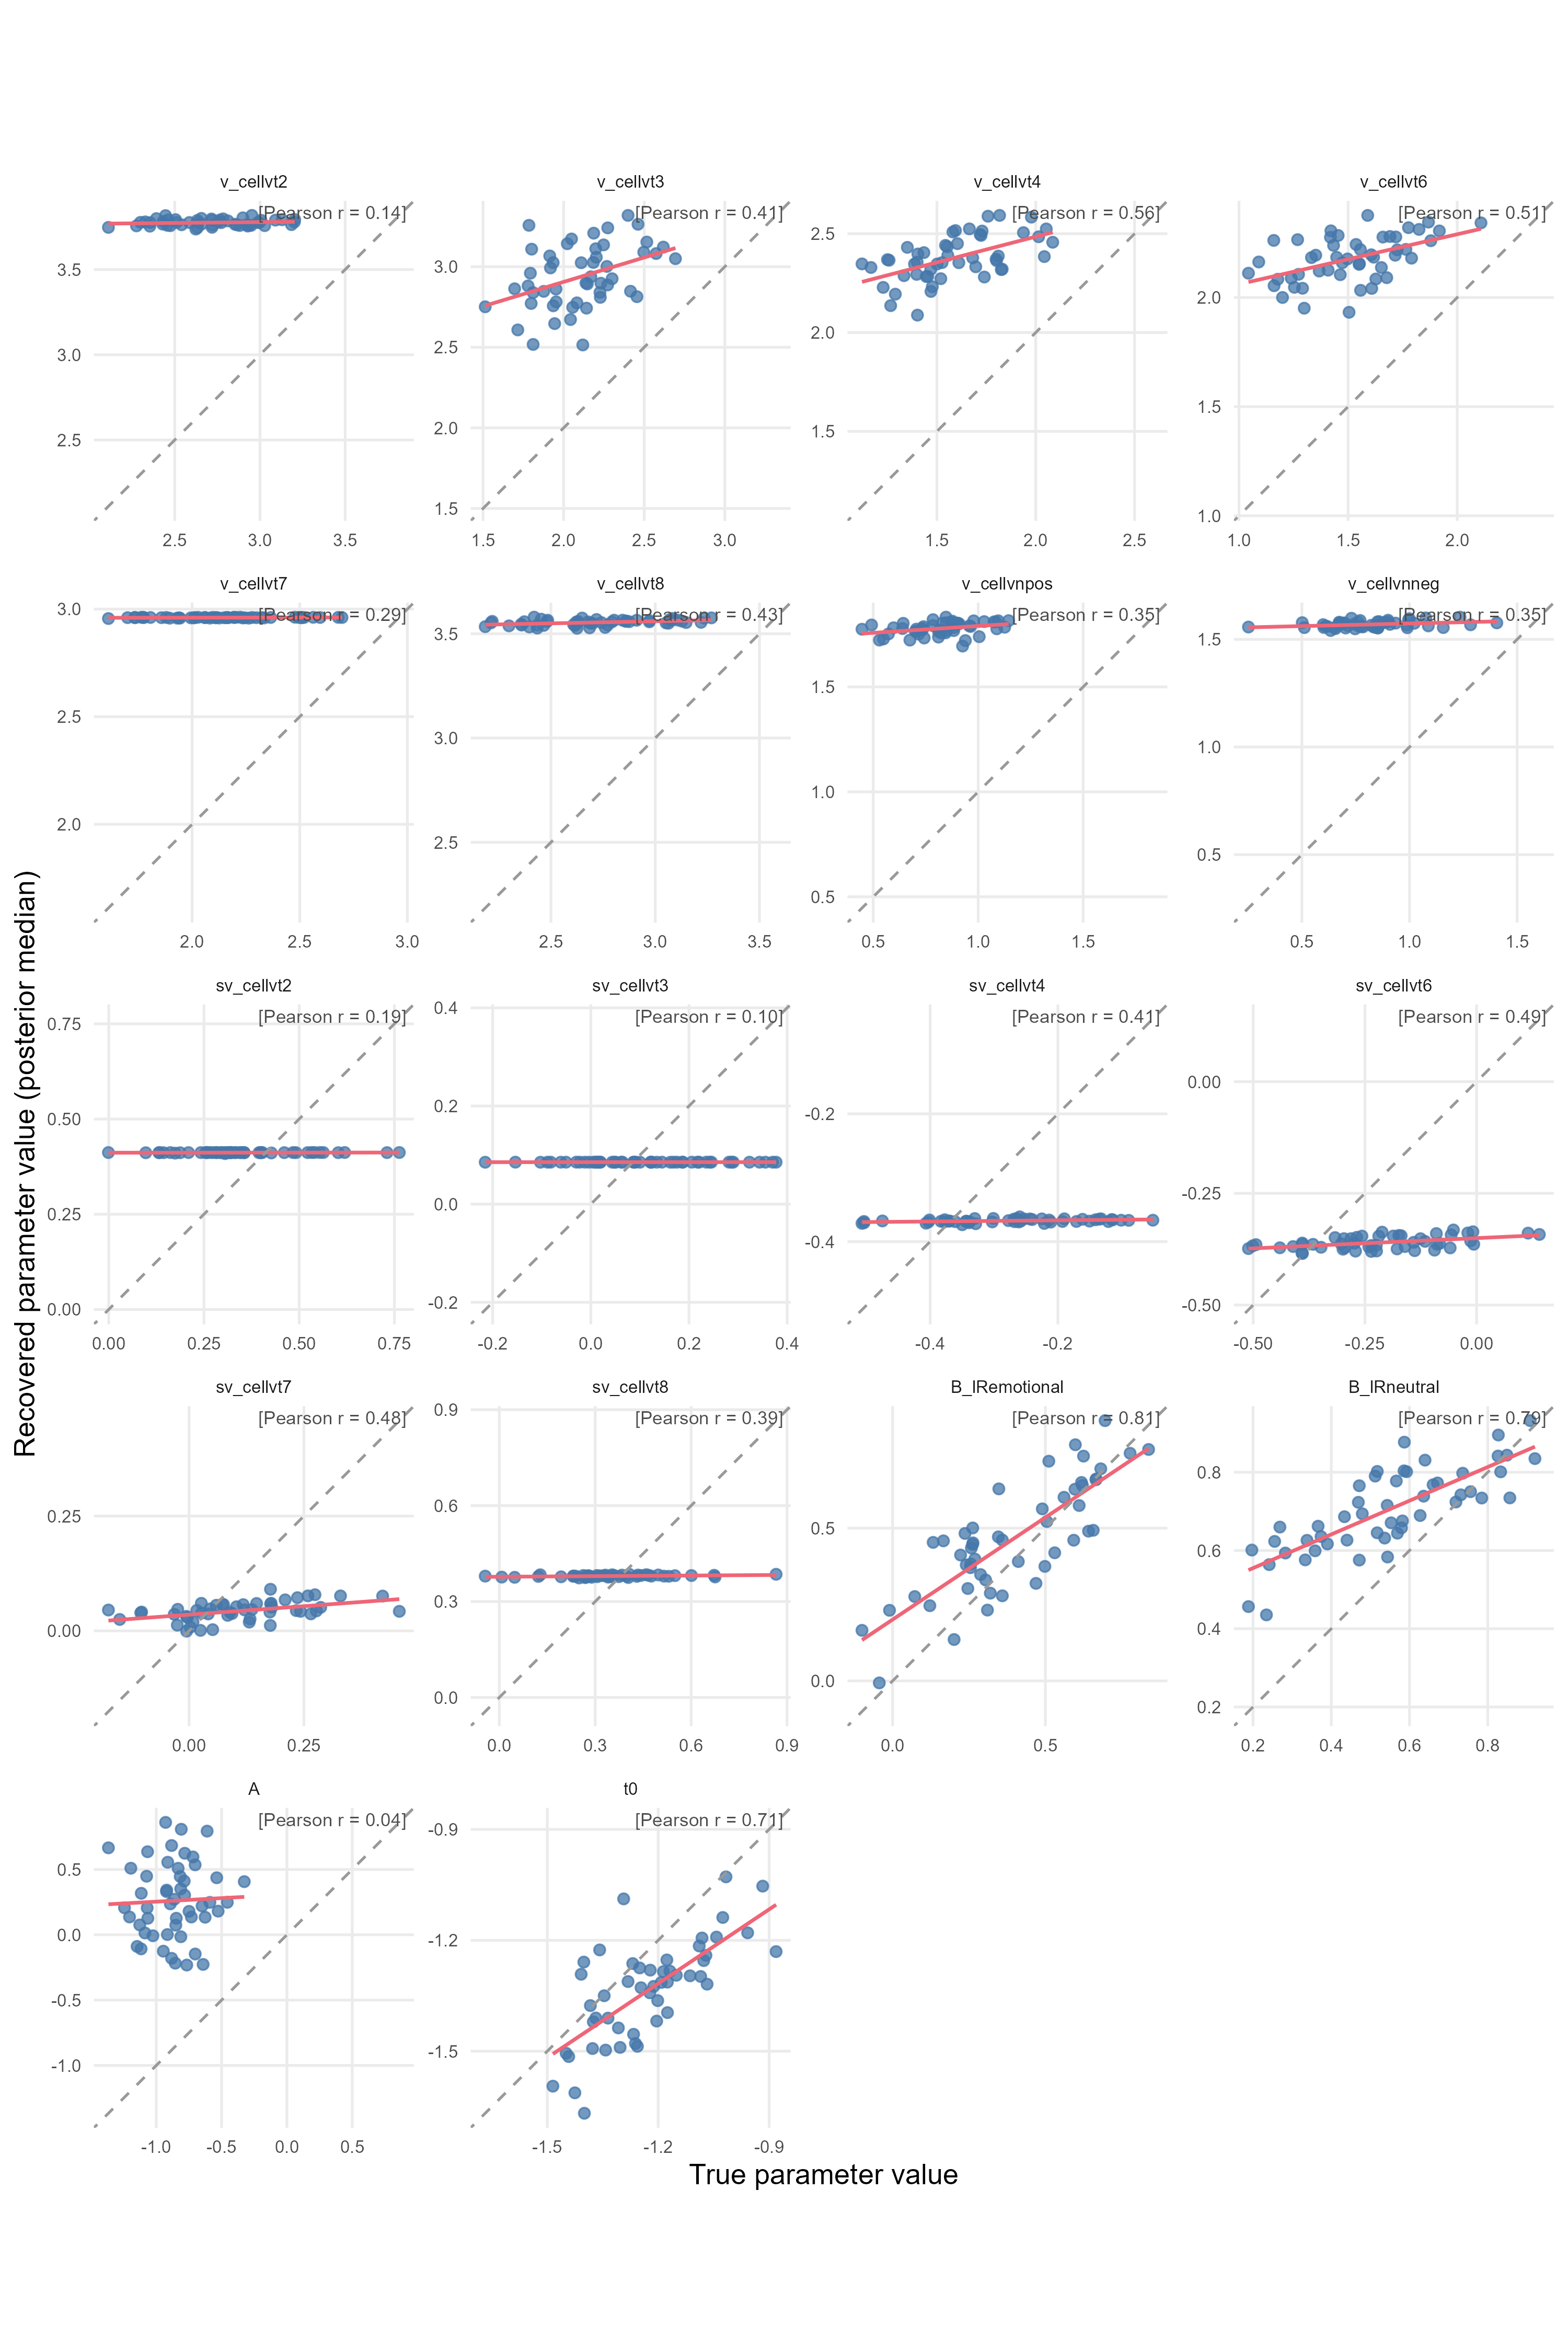 v_cellvt2 v_cellvt3 v_cellvt4 v_cellvt6
[Pearson r = 0.14] [Pearson r = 0.41] [Pearson r = 0.56] [Pearson r = 0.51]
3.5 3.0 2.5
3.0 2.5 2.0 1.5
2.5 2.0 1.5
2.0 1.5 1.0
2.5 3.0 3.5 1.5 2.0 2.5 3.0 1.5 2.0 2.5 1.0 1.5 2.0
v_cellvt7 v_cellvt8 v_cellvnpos v_cellvnneg
[Pearson r = 0.29] [Pearson r = 0.43] [Pearson r = 0.35] [Pearson r = 0.35]
3.0 2.5 2.0
3.5 3.0 2.5
1.5 1.0 0.5
1.5 1.0 0.5
2.0 2.5 3.0 2.5 3.0 3.5 0.5 1.0 1.5 0.5 1.0 1.5
Recovered parameter value (posterior median)
sv_cellvt2 sv_cellvt3 sv_cellvt4 sv_cellvt6
[Pearson r = 0.19] [Pearson r = 0.10] [Pearson r = 0.41] [Pearson r = 0.49]
0.75 0.50 0.25 0.00
0.4 0.2 0.0 -0.2
-0.2 -0.4
0.00 -0.25 -0.50
0.00 0.25 0.50 0.75 -0.2 0.0 0.2 0.4 -0.4 -0.2 -0.50 -0.25 0.00
sv_cellvt7 sv_cellvt8 B_lRemotional B_lRneutral
[Pearson r = 0.48] [Pearson r = 0.39] [Pearson r = 0.81] [Pearson r = 0.79]
0.25 0.00
0.9 0.6 0.3 0.0
0.5 0.0
0.8 0.6 0.4 0.2
0.00 0.25 0.0 0.3 0.6 0.9 0.0 0.5 0.2 0.4 0.6 0.8
A t0
[Pearson r = 0.04] [Pearson r = 0.71]
0.5 0.0 -0.5 -1.0
-0.9 -1.2 -1.5
-1.0 -0.5 0.0 0.5 -1.5 -1.2 -0.9
True parameter value